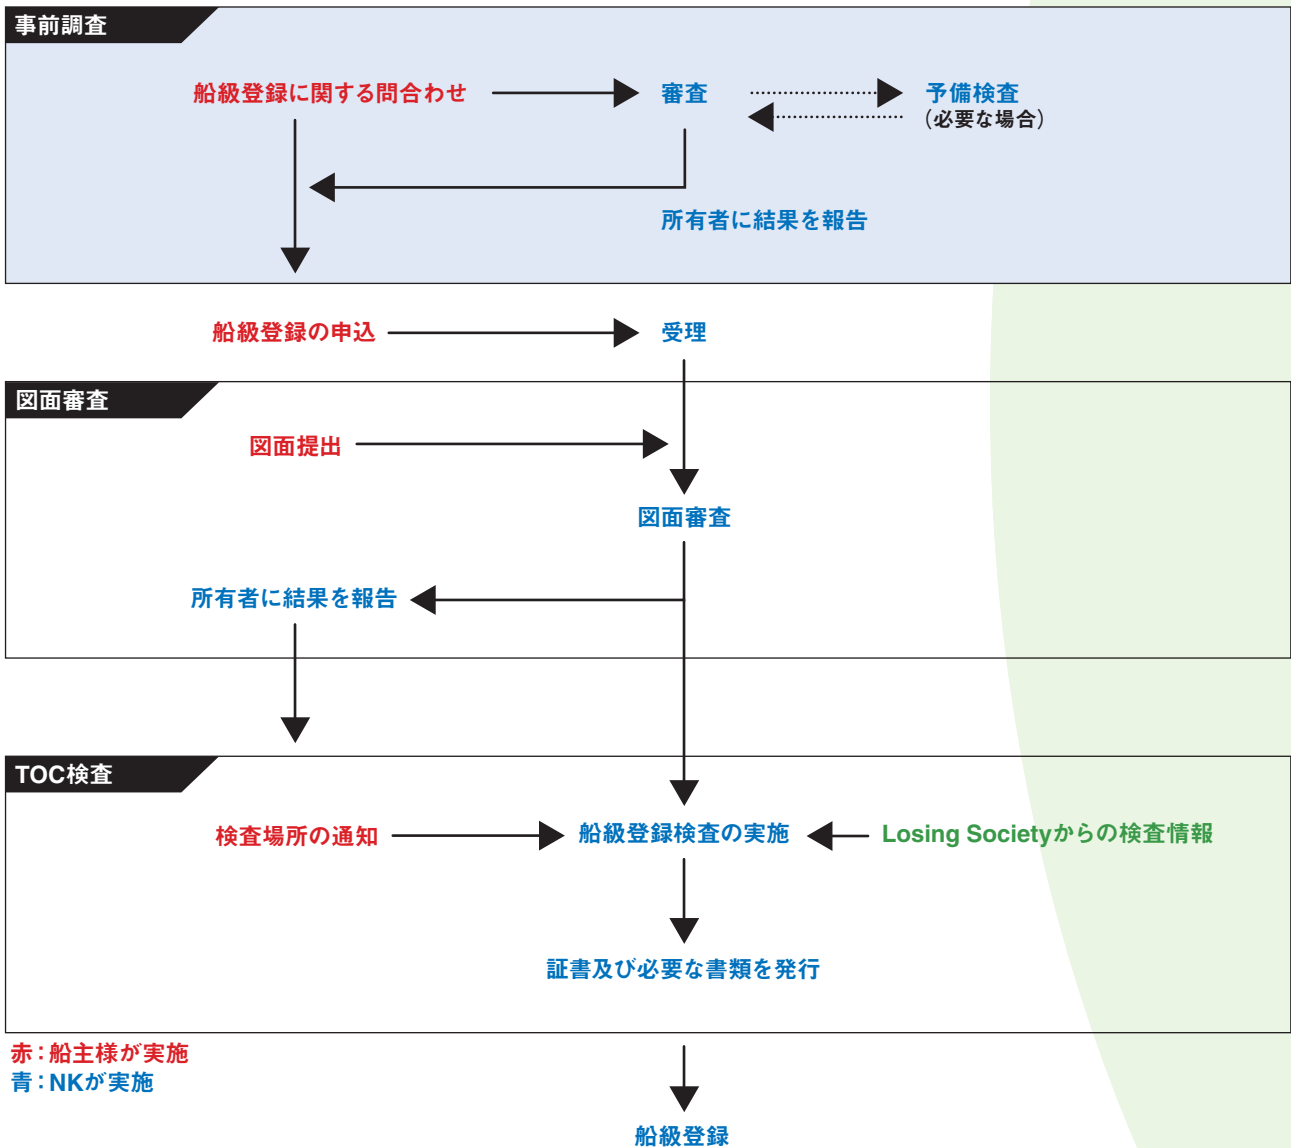 事前調査
船級登録に関する問合わせ
審査
予備検査
(必要な場合)
所有者に結果を報告
船級登録の申込
受理
図面審査
図面提出
図面審査
所有者に結果を報告
TOC検査
検査場所の通知
船級登録検査の実施
Losing Societyからの検査情報
証書及び必要な書類を発行
赤：船主様が実施
青：NKが実施
船級登録